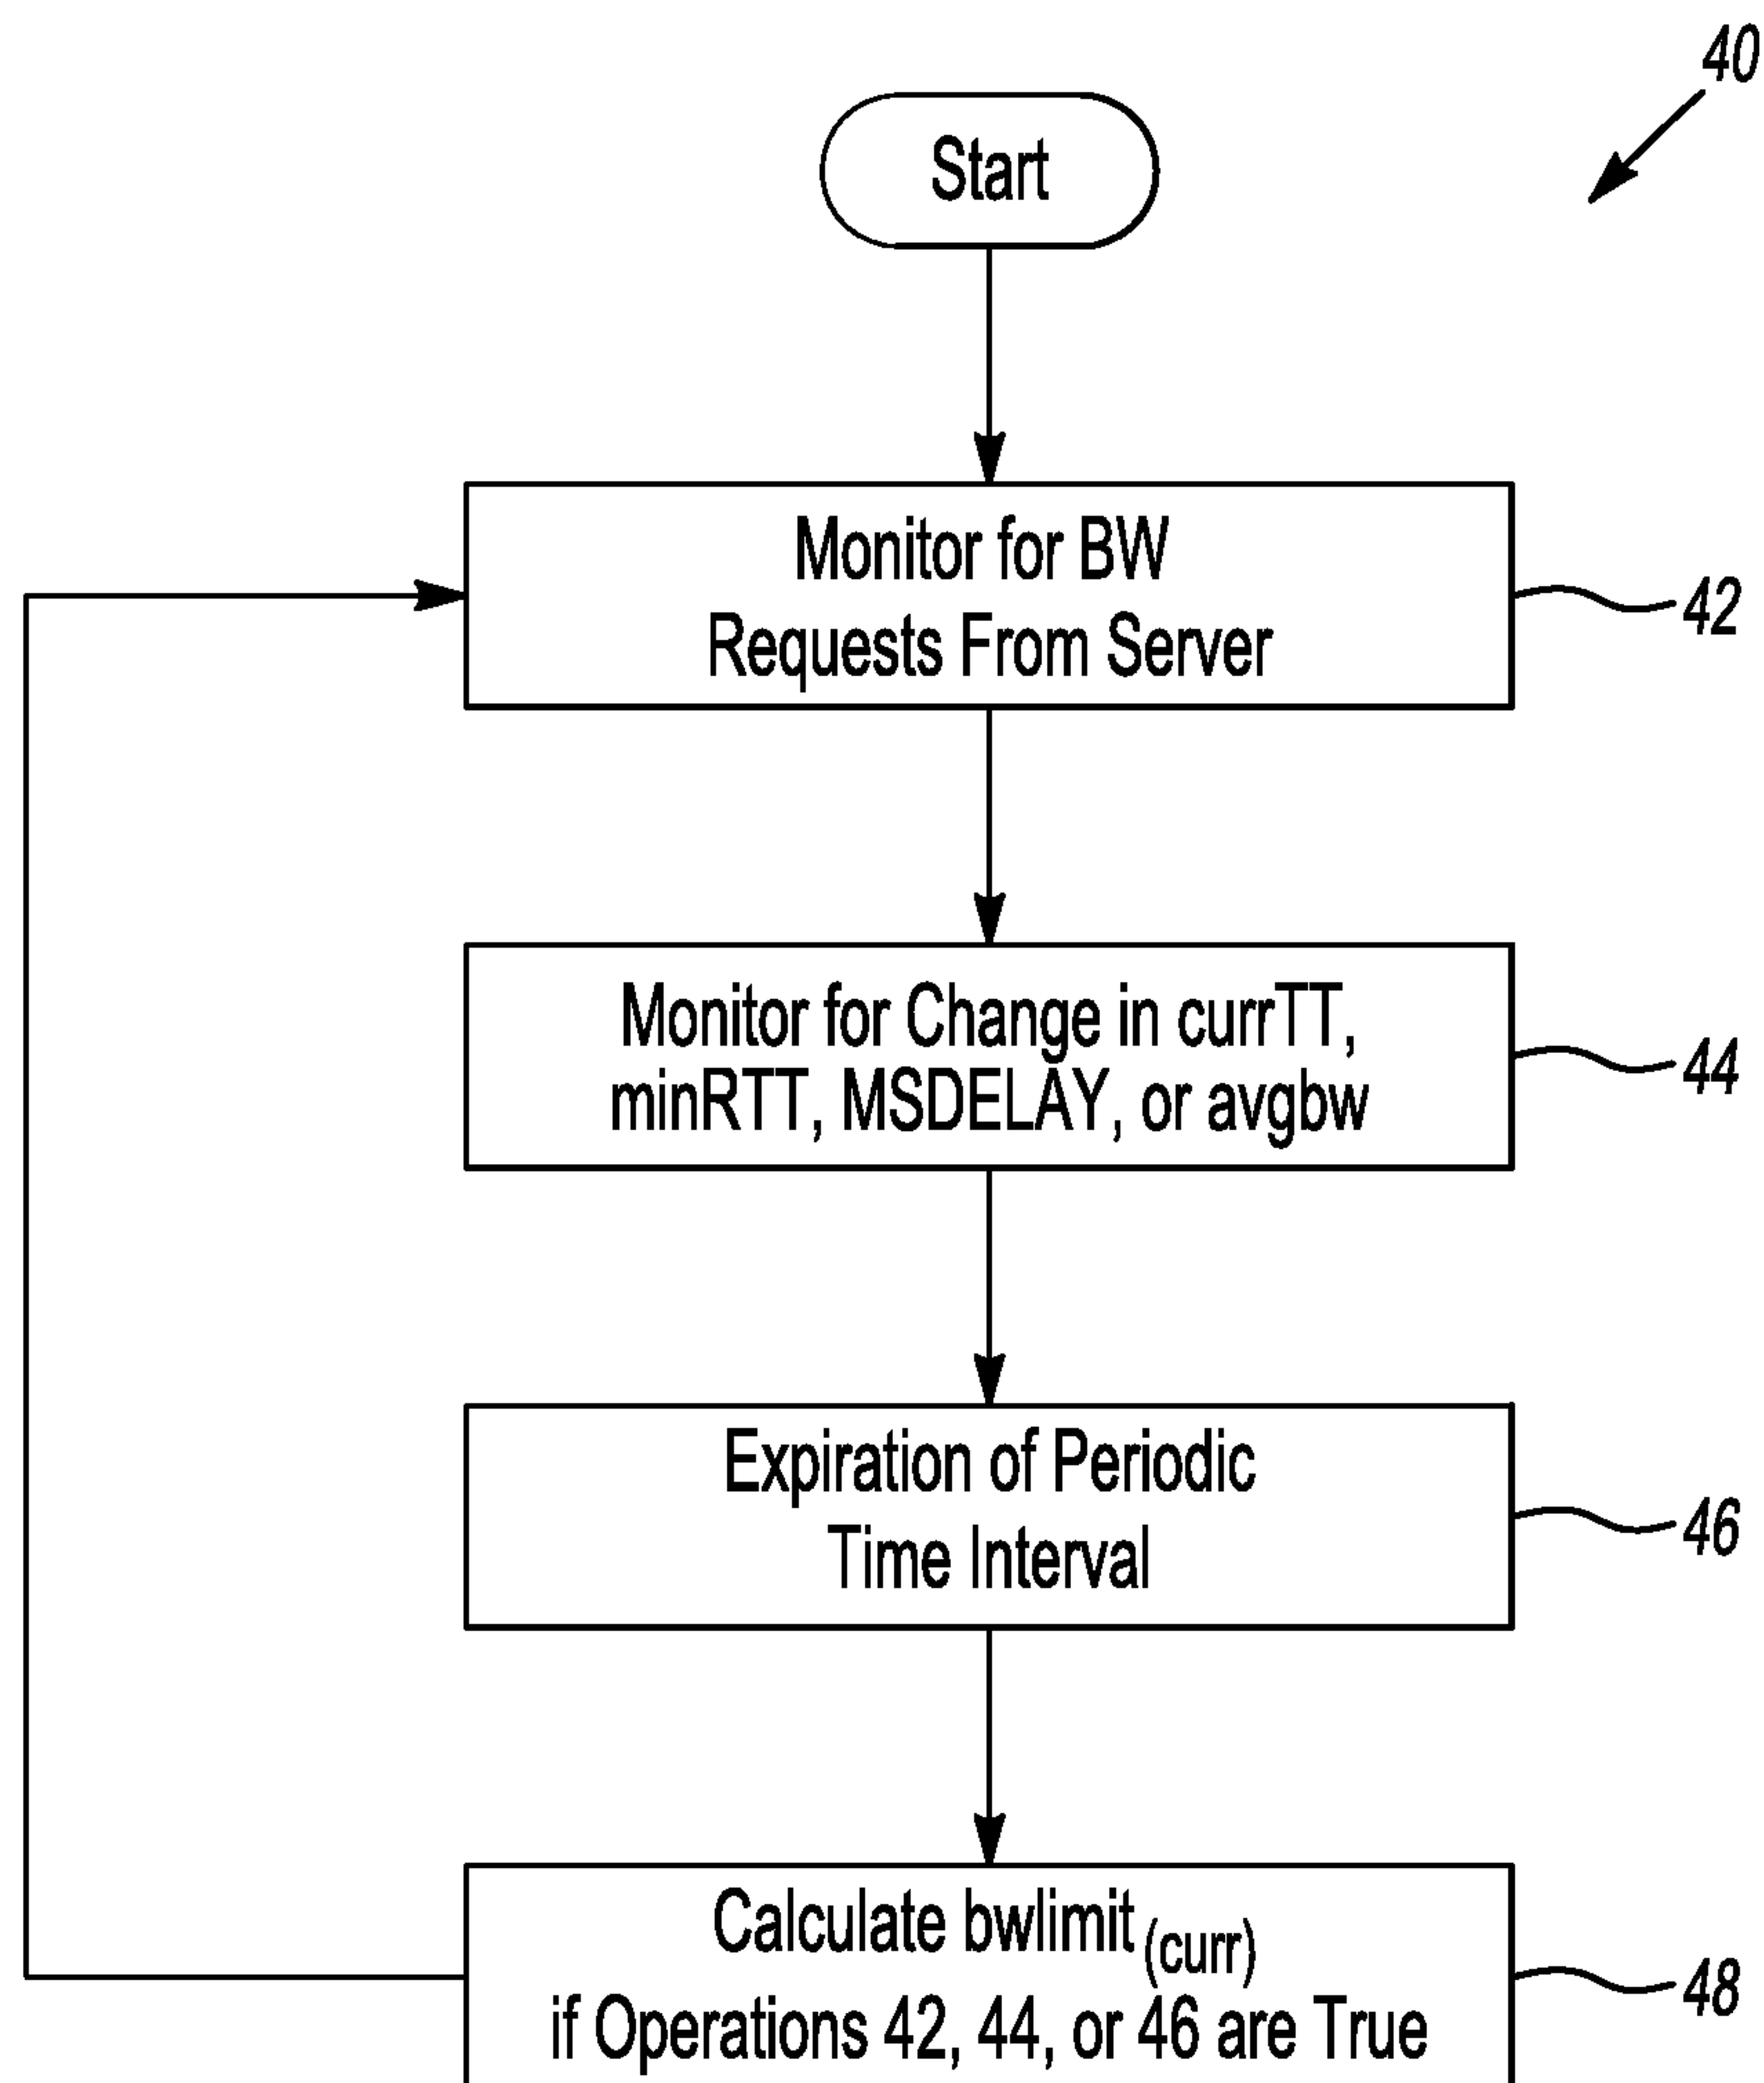 40
Start
Monitor for BW
Requests From Server
42
Monitor for Change in currTT,
minRTT, MSDELAY, or avgbw
44
Expiration of Periodic
Time Interval
46
Calculate bwlimit(curr)
if Operations 42, 44, or 46 are True
48